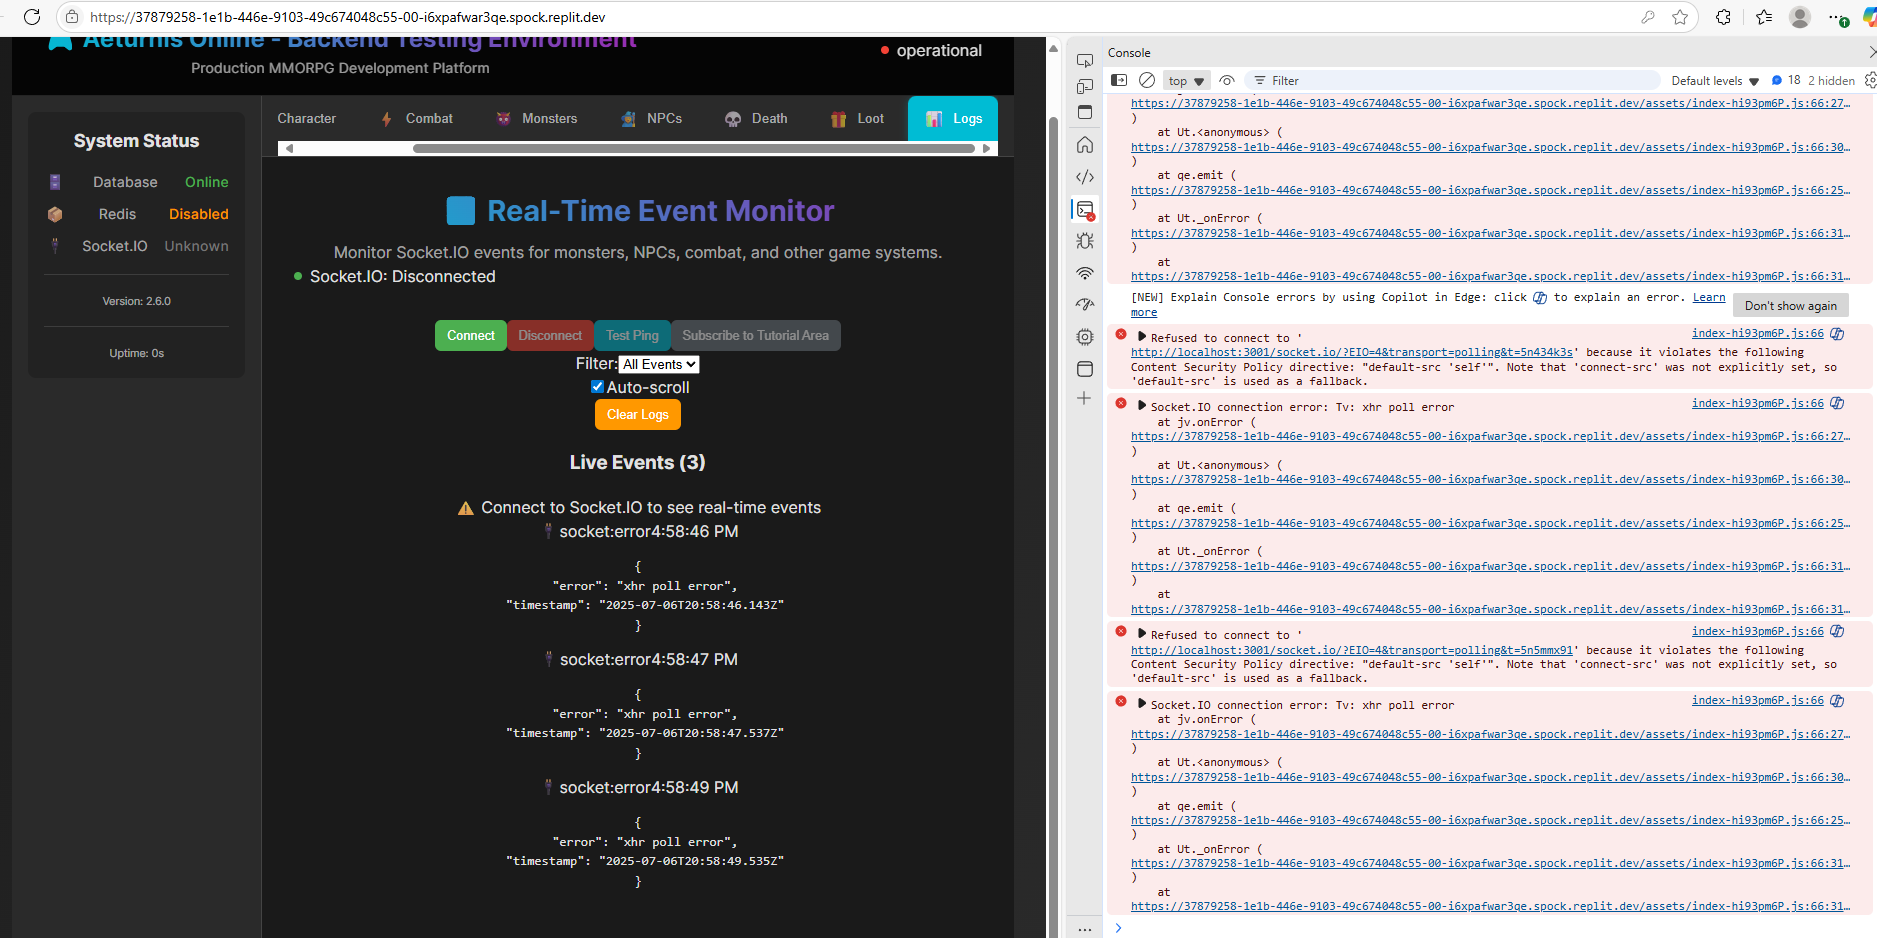 https://37879258-1e1b-446e-9103-49c674048c55-00-i6xpafwar3qe.spock.replit.dev
Aeturnis Online - Backend Testing Environment
Production MMORPG Development Platform
operational
System Status
Database Online
Redis Disabled
Socket.IO Unknown
Version: 2.6.0
Uptime: 0s
Character Combat Monsters NPCs Death Loot Logs
Real-Time Event Monitor
Monitor Socket.IO events for monsters, NPCs, combat, and other game systems.
Socket.IO: Disconnected
Connect Disconnect Test Ping Subscribe to Tutorial Area
Filter: All Events
Auto-scroll
Clear Logs
Live Events (3)
Connect to Socket.IO to see real-time events
socket:error4:58:46 PM
{
"error": "xhr poll error",
"timestamp": "2025-07-06T20:58:46.143Z"
}
socket:error4:58:47 PM
{
"error": "xhr poll error",
"timestamp": "2025-07-06T20:58:47.537Z"
}
socket:error4:58:49 PM
{
"error": "xhr poll error",
"timestamp": "2025-07-06T20:58:49.535Z"
}
Console
top Filter Default levels 18 2 hidden
https://37879258-1e1b-446e-9103-49c674048c55-00-i6xpafwar3qe.spock.replit.dev/assets/index-hi93pm6P.js:66:27…
)
at Ut.<anonymous> (
https://37879258-1e1b-446e-9103-49c674048c55-00-i6xpafwar3qe.spock.replit.dev/assets/index-hi93pm6P.js:66:30…
)
at qe.emit (
https://37879258-1e1b-446e-9103-49c674048c55-00-i6xpafwar3qe.spock.replit.dev/assets/index-hi93pm6P.js:66:25…
)
at Ut._onError (
https://37879258-1e1b-446e-9103-49c674048c55-00-i6xpafwar3qe.spock.replit.dev/assets/index-hi93pm6P.js:66:31…
)
at
https://37879258-1e1b-446e-9103-49c674048c55-00-i6xpafwar3qe.spock.replit.dev/assets/index-hi93pm6P.js:66:31…
[NEW] Explain Console errors by using Copilot in Edge: click to explain an error. Learn
more
Don't show again
Refused to connect to ' index-hi93pm6P.js:66
http://localhost:3001/socket.io/?EIO=4&transport=polling&t=5n434k3s' because it violates the following
Content Security Policy directive: "default-src 'self'". Note that 'connect-src' was not explicitly set, so
'default-src' is used as a fallback.
Socket.IO connection error: Tv: xhr poll error index-hi93pm6P.js:66
at jv.onError (
https://37879258-1e1b-446e-9103-49c674048c55-00-i6xpafwar3qe.spock.replit.dev/assets/index-hi93pm6P.js:66:27…
)
at Ut.<anonymous> (
https://37879258-1e1b-446e-9103-49c674048c55-00-i6xpafwar3qe.spock.replit.dev/assets/index-hi93pm6P.js:66:30…
)
at qe.emit (
https://37879258-1e1b-446e-9103-49c674048c55-00-i6xpafwar3qe.spock.replit.dev/assets/index-hi93pm6P.js:66:25…
)
at Ut._onError (
https://37879258-1e1b-446e-9103-49c674048c55-00-i6xpafwar3qe.spock.replit.dev/assets/index-hi93pm6P.js:66:31…
)
at
https://37879258-1e1b-446e-9103-49c674048c55-00-i6xpafwar3qe.spock.replit.dev/assets/index-hi93pm6P.js:66:31…
Refused to connect to ' index-hi93pm6P.js:66
http://localhost:3001/socket.io/?EIO=4&transport=polling&t=5n5mmx91' because it violates the following
Content Security Policy directive: "default-src 'self'". Note that 'connect-src' was not explicitly set, so
'default-src' is used as a fallback.
Socket.IO connection error: Tv: xhr poll error index-hi93pm6P.js:66
at jv.onError (
https://37879258-1e1b-446e-9103-49c674048c55-00-i6xpafwar3qe.spock.replit.dev/assets/index-hi93pm6P.js:66:27…
)
at Ut.<anonymous> (
https://37879258-1e1b-446e-9103-49c674048c55-00-i6xpafwar3qe.spock.replit.dev/assets/index-hi93pm6P.js:66:30…
)
at qe.emit (
https://37879258-1e1b-446e-9103-49c674048c55-00-i6xpafwar3qe.spock.replit.dev/assets/index-hi93pm6P.js:66:25…
)
at Ut._onError (
https://37879258-1e1b-446e-9103-49c674048c55-00-i6xpafwar3qe.spock.replit.dev/assets/index-hi93pm6P.js:66:31…
)
at
https://37879258-1e1b-446e-9103-49c674048c55-00-i6xpafwar3qe.spock.replit.dev/assets/index-hi93pm6P.js:66:31…